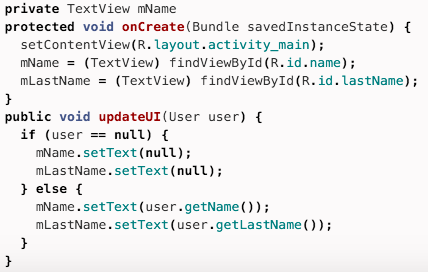 private TextView mName
protected void onCreate(Bundle savedInstanceState) {
  setContentView(R.layout.activity_main);
  mName = (TextView) findViewById(R.id.name);
  mLastName = (TextView) findViewById(R.id.lastName);
}
public void updateUI(User user) {
  if (user == null) {
    mName.setText(null);
    mLastName.setText(null);
  } else {
    mName.setText(user.getName());
    mLastName.setText(user.getLastName());
  }
}